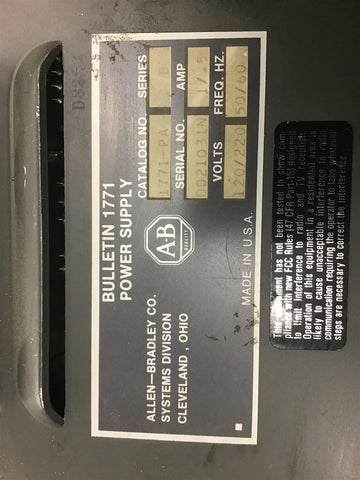 BULLETIN 1771
POWER SUPPLY
ALLEN-BRADLEY CO.
SYSTEMS DIVISION
CLEVELAND , OHIO
A-B
QUALITY
CATALOG NO. SERIES
1771-PA B
SERIAL NO. AMP
D021031N
VOLTS FREQ. HZ.
120/220 50/60
MADE IN U.S.A.
This equipment has not been tested to show com-
pliance with new FCC Rules (47 CFR Part 15) designed
to limit interference to radio and TV reception.
Operation of this equipment in a residential area is
likely to cause unacceptable interference to radio
communication requiring the operator to take whatever
steps are necessary to correct the interference.